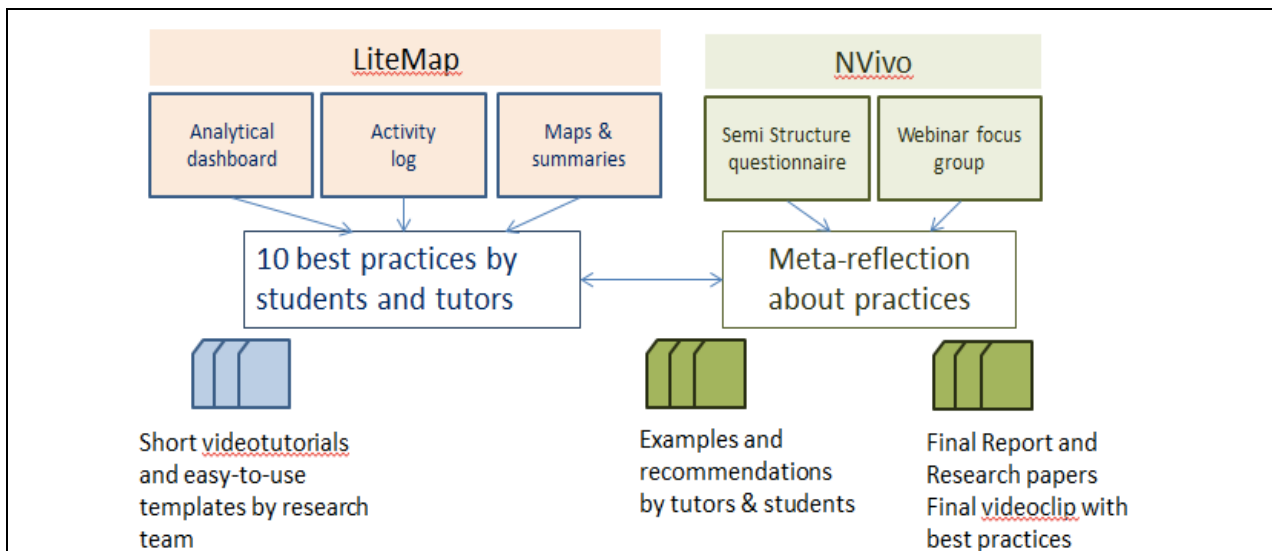 LiteMap
NVivo
Analytical
dashboard
Activity
log
Maps &
summaries
Semi Structure
questionnaire
Webinar focus
group
10 best practices by
students and tutors
Meta-reflection
about practices
Short videotutorials
and easy-to-use
templates by research
team
Examples and
recommendations
by tutors & students
Final Report and
Research papers
Final videoclip with
best practices